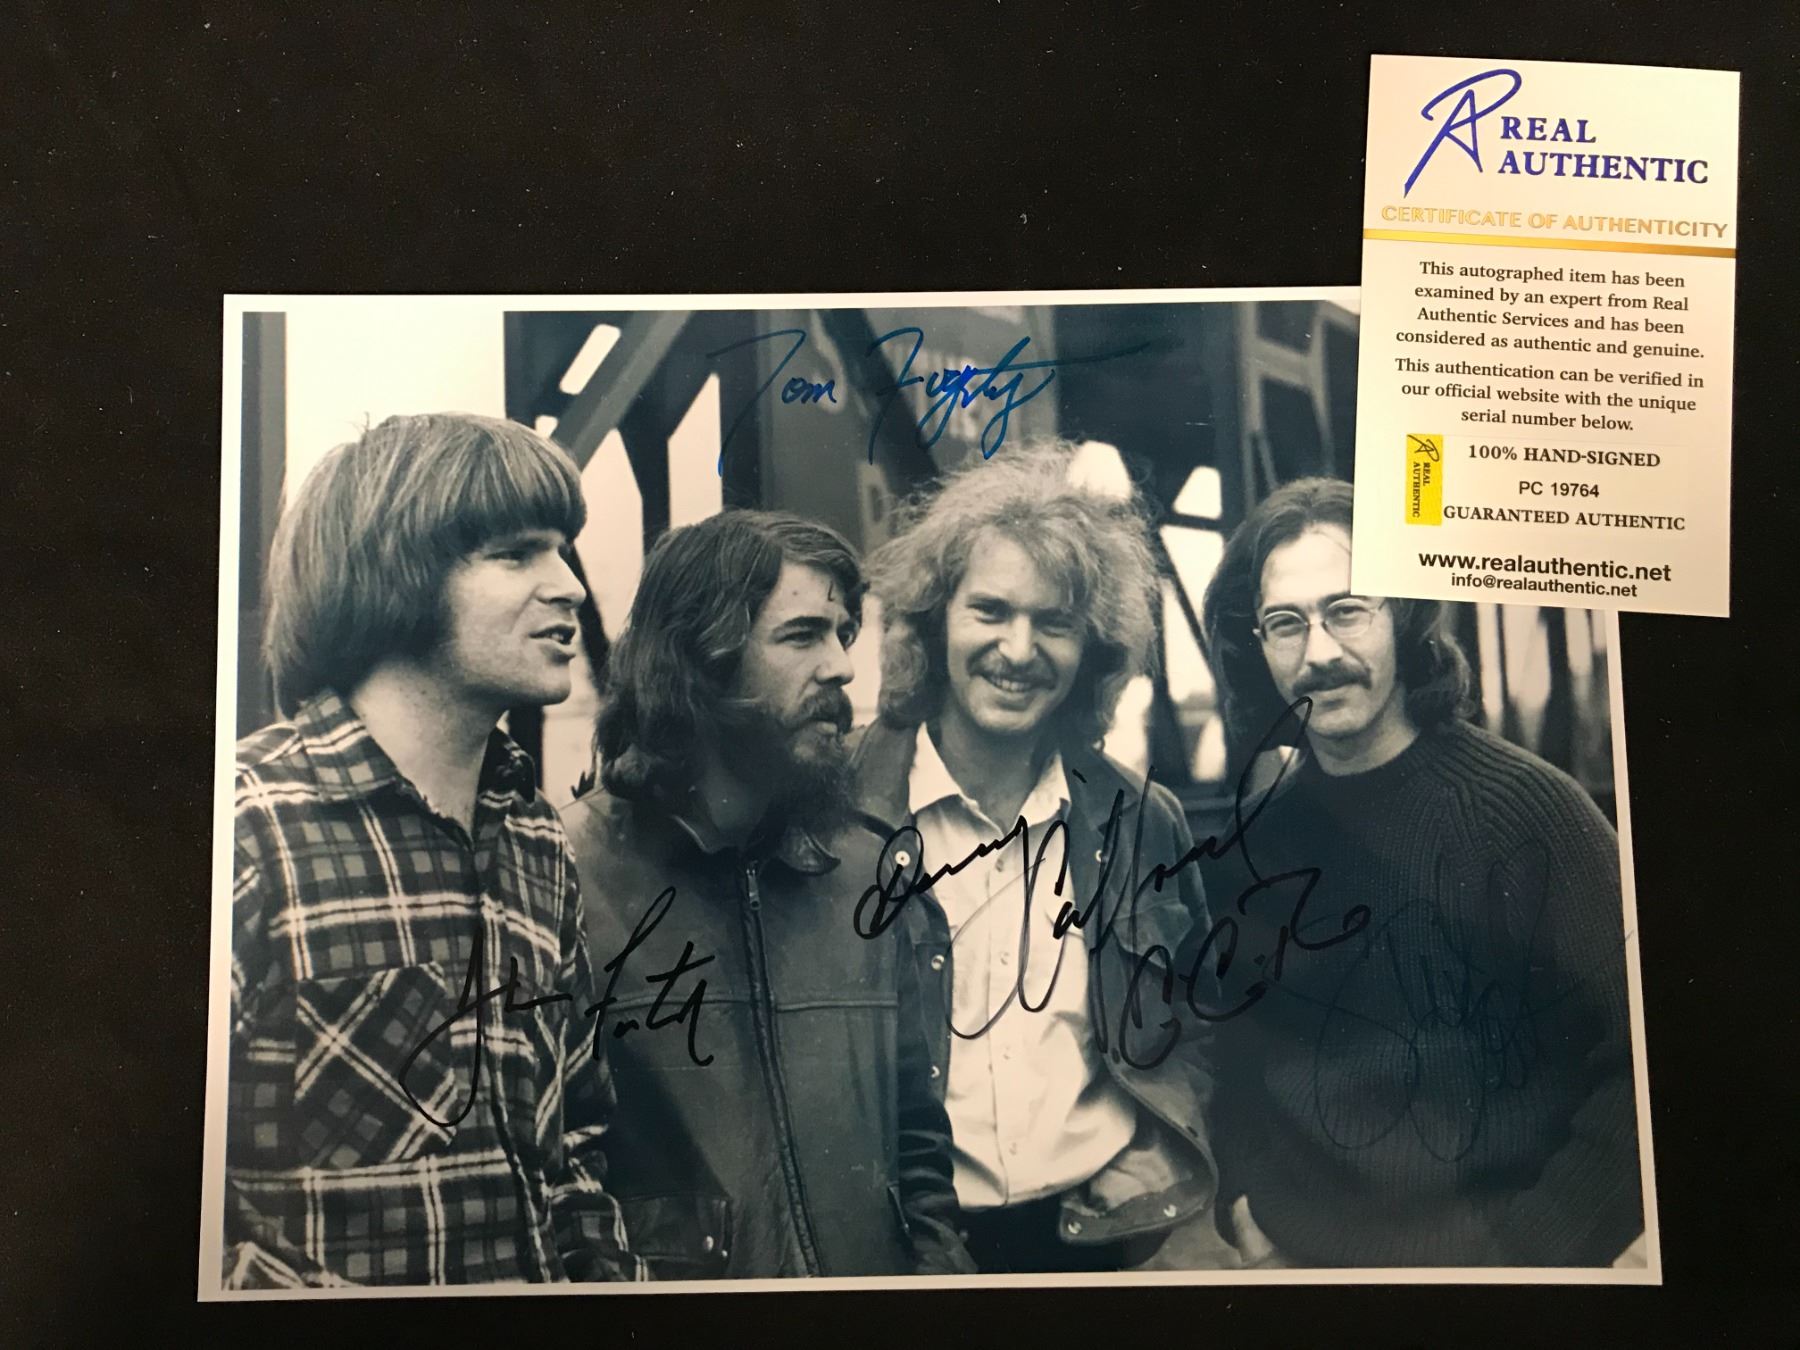 REAL
AUTHENTIC
CERTIFICATE OF AUTHENTICITY
This autographed item has been
examined by an expert from Real
Authentic Services and has been
considered as authentic and genuine.
This authentication can be verified in
our official website with the unique
serial number below.
REAL
AUTHENTIC
100% HAND-SIGNED
PC 19764
GUARANTEED AUTHENTIC
www.realauthentic.net
info@realauthentic.net
Tom Fogerty
Doug Clifford
C.C.R.
John Fogerty